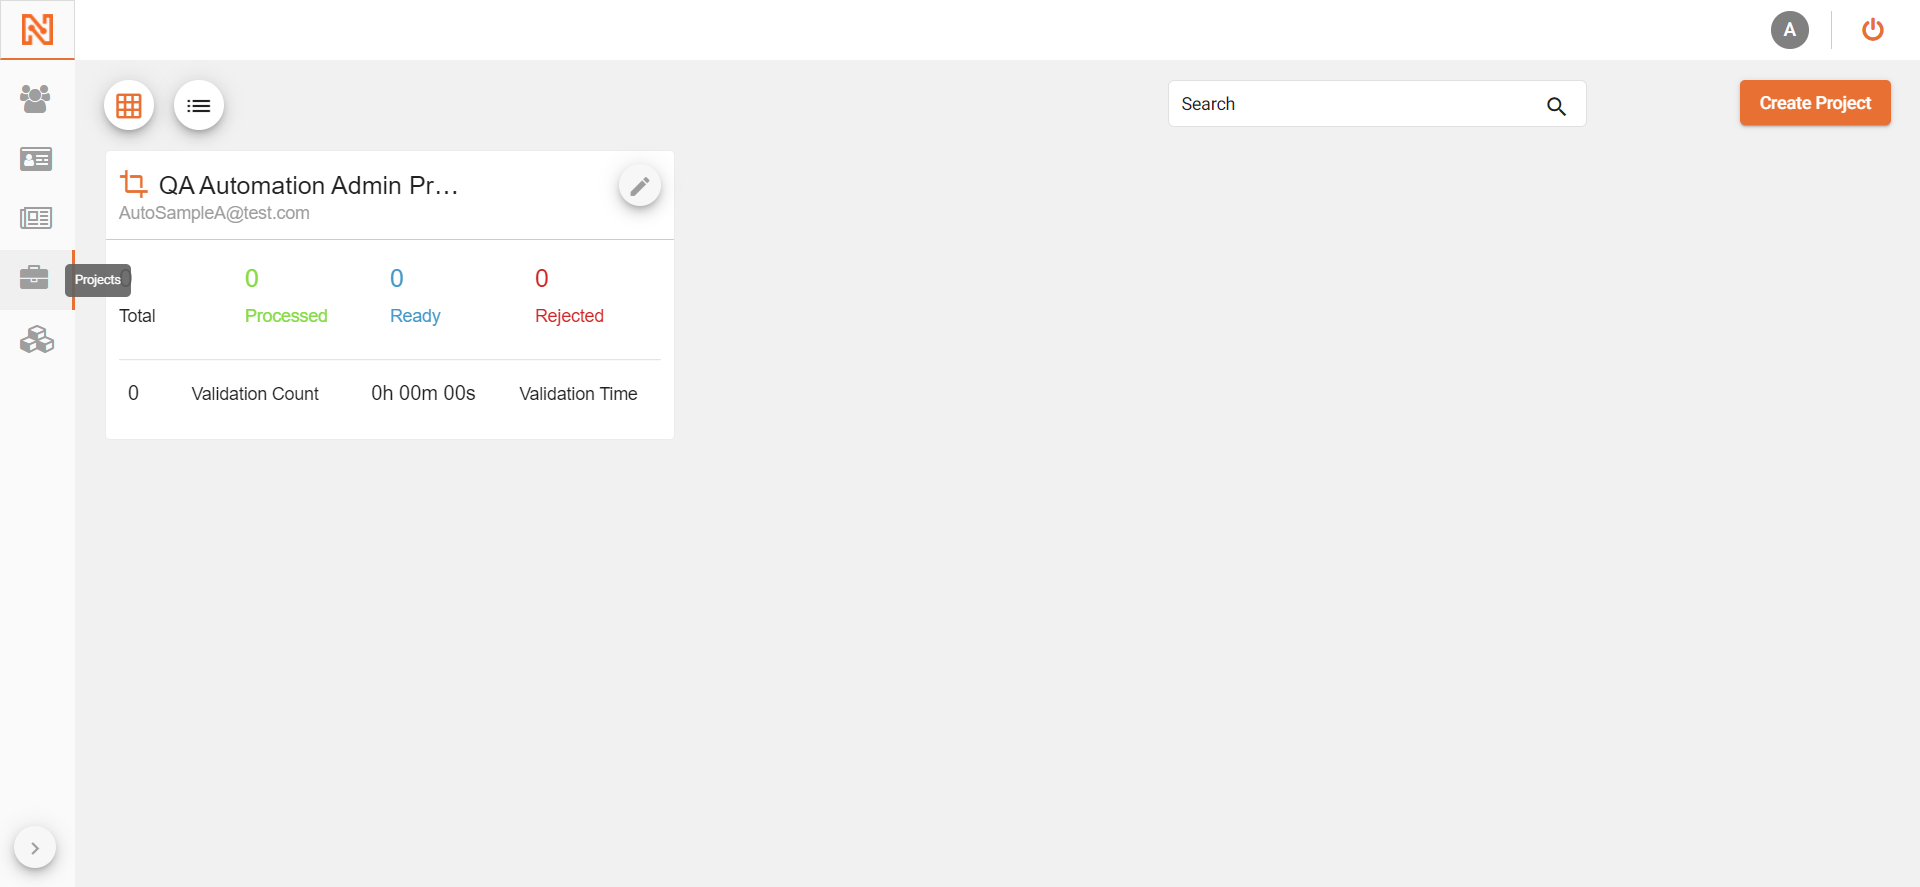 A
Search
Create Project
QA Automation Admin Pr...
AutoSampleA@test.com
Projects
0 0 0 0
Total Processed Ready Rejected
0 Validation Count 0h 00m 00s Validation Time